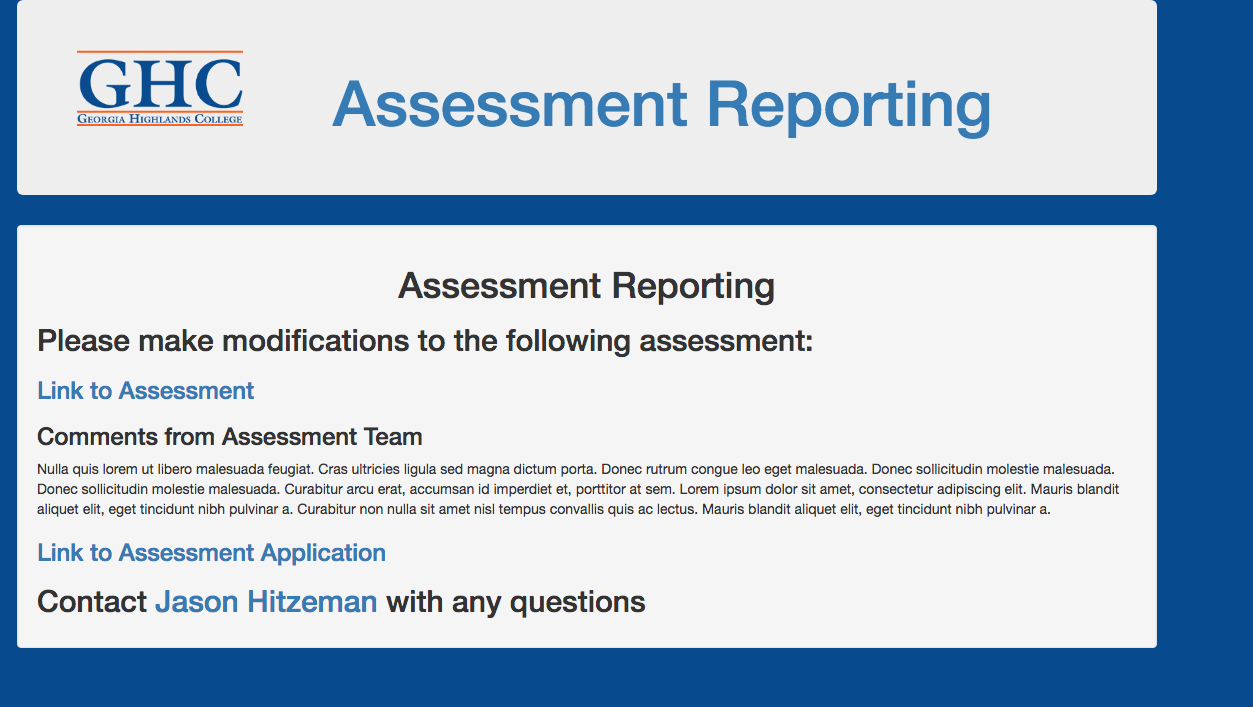 GHC
GEORGIA HIGHLANDS COLLEGE
Assessment Reporting
Assessment Reporting
Please make modifications to the following assessment:
Link to Assessment
Comments from Assessment Team
Nulla quis lorem ut libero malesuada feugiat. Cras ultricies ligula sed magna dictum porta. Donec rutrum congue leo eget malesuada. Donec sollicitudin molestie malesuada.
Donec sollicitudin molestie malesuada. Curabitur arcu erat, accumsan id imperdiet et, porttitor at sem. Lorem ipsum dolor sit amet, consectetur adipiscing elit. Mauris blandit
aliquet elit, eget tincidunt nibh pulvinar a. Curabitur non nulla sit amet nisl tempus convallis quis ac lectus. Mauris blandit aliquet elit, eget tincidunt nibh pulvinar a.
Link to Assessment Application
Contact Jason Hitzeman with any questions